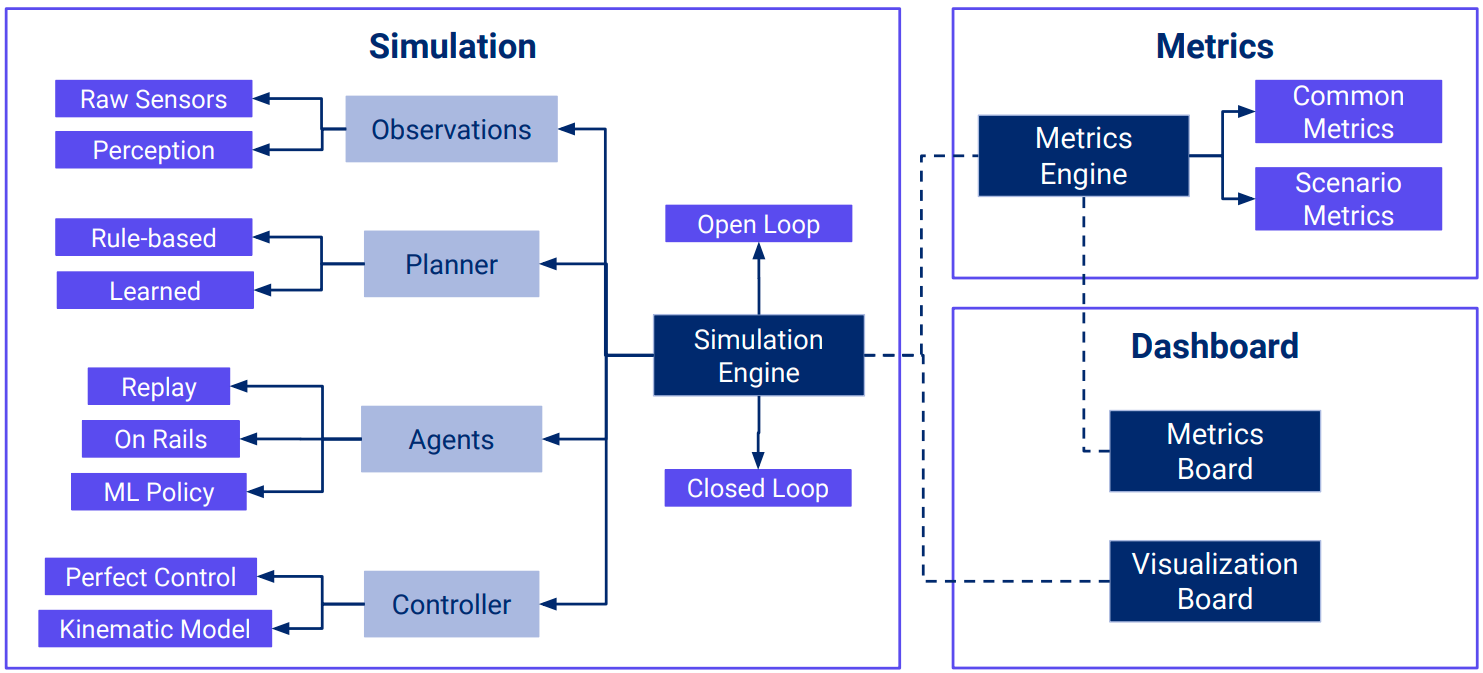 Simulation
Raw Sensors
Perception
Observations
Rule-based
Learned
Planner
Replay
On Rails
ML Policy
Agents
Perfect Control
Kinematic Model
Controller
Open Loop
Simulation
Engine
Closed Loop
Metrics
Metrics
Engine
Common
Metrics
Scenario
Metrics
Dashboard
Metrics
Board
Visualization
Board